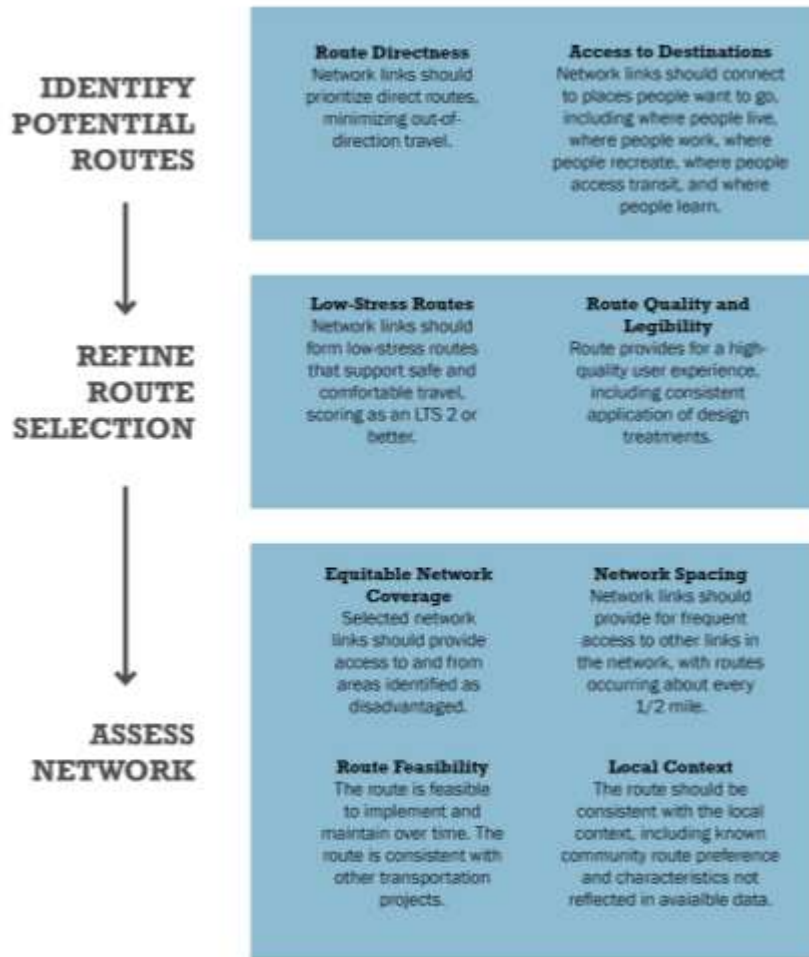 IDENTIFY
POTENTIAL
ROUTES
Route Directness
Network links should
prioritize direct routes,
minimizing out-of-
direction travel.
Access to Destinations
Network links should connect
to places people want to go,
including where people live,
where people work, where
people recreate, where people
access transit, and where
people learn.
REFINE
ROUTE
SELECTION
Low-Stress Routes
Network links should
form low-stress routes
that support safe and
comfortable travel,
scoring as an LTS 2 or
better.
Route Quality and
Legibility
Route provides for a high-
quality user experience,
including consistent
application of design
treatments.
ASSESS
NETWORK
Equitable Network
Coverage
Selected network
links should provide
access to and from
areas identified as
disadvantaged.
Network Spacing
Network links should
provide for frequent
access to other links in
the network, with routes
occurring about every
1/2 mile.
Route Feasibility
The route is feasible
to implement and
maintain over time. The
route is consistent with
other transportation
projects.
Local Context
The route should be
consistent with the local
context, including known
community route preference
and characteristics not
reflected in avaialble data.